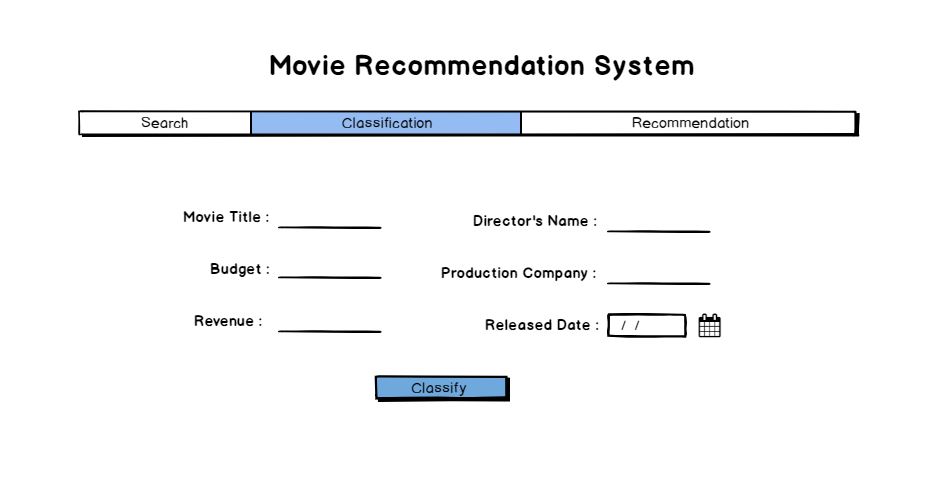 Movie Recommendation System
Search Classification Recommendation
Movie Title : Director's Name :
Budget : Production Company :
Revenue : Released Date : / /
Classify